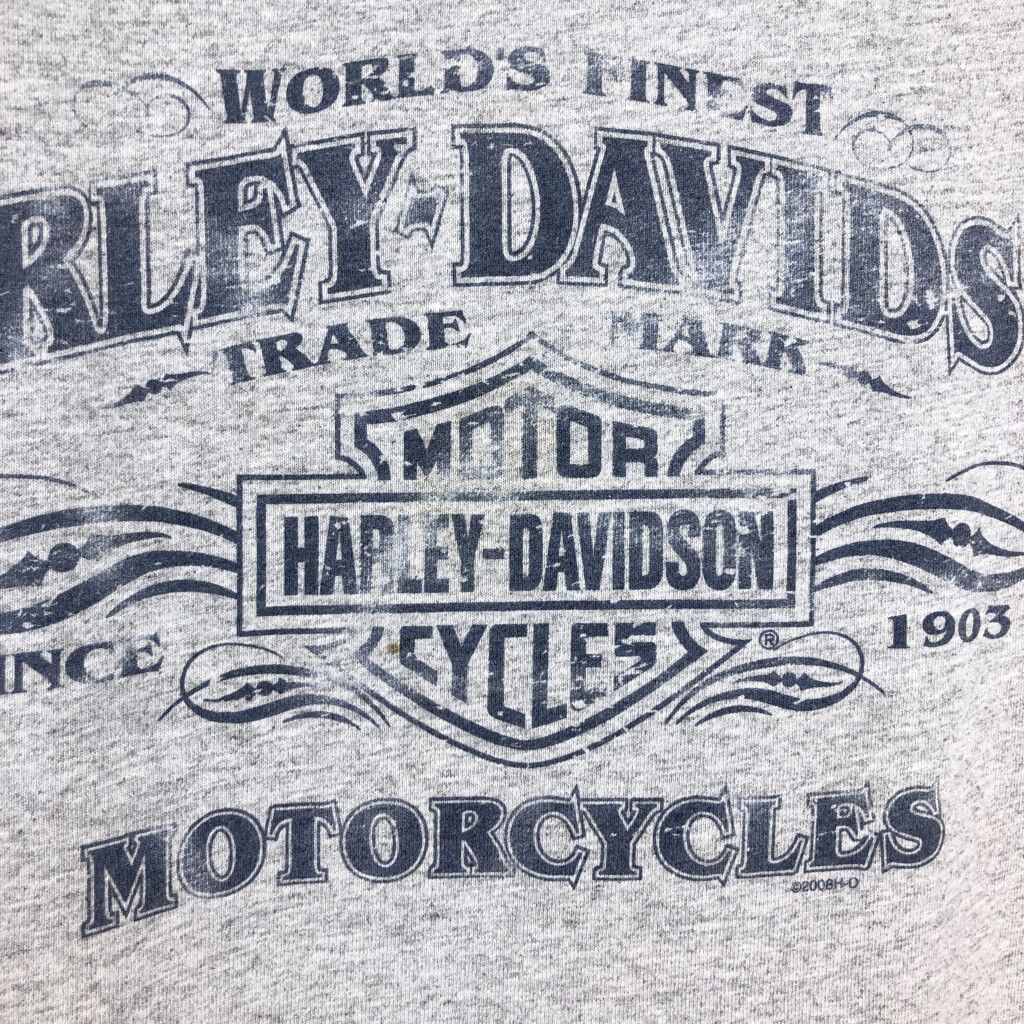 WORLD'S FINEST
RLEY-DAVIDS
TRADE MARK
MOTOR
HARLEY-DAVIDSON
CYCLES
®
INCE 1903
MOTORCYCLES
©2008H-D